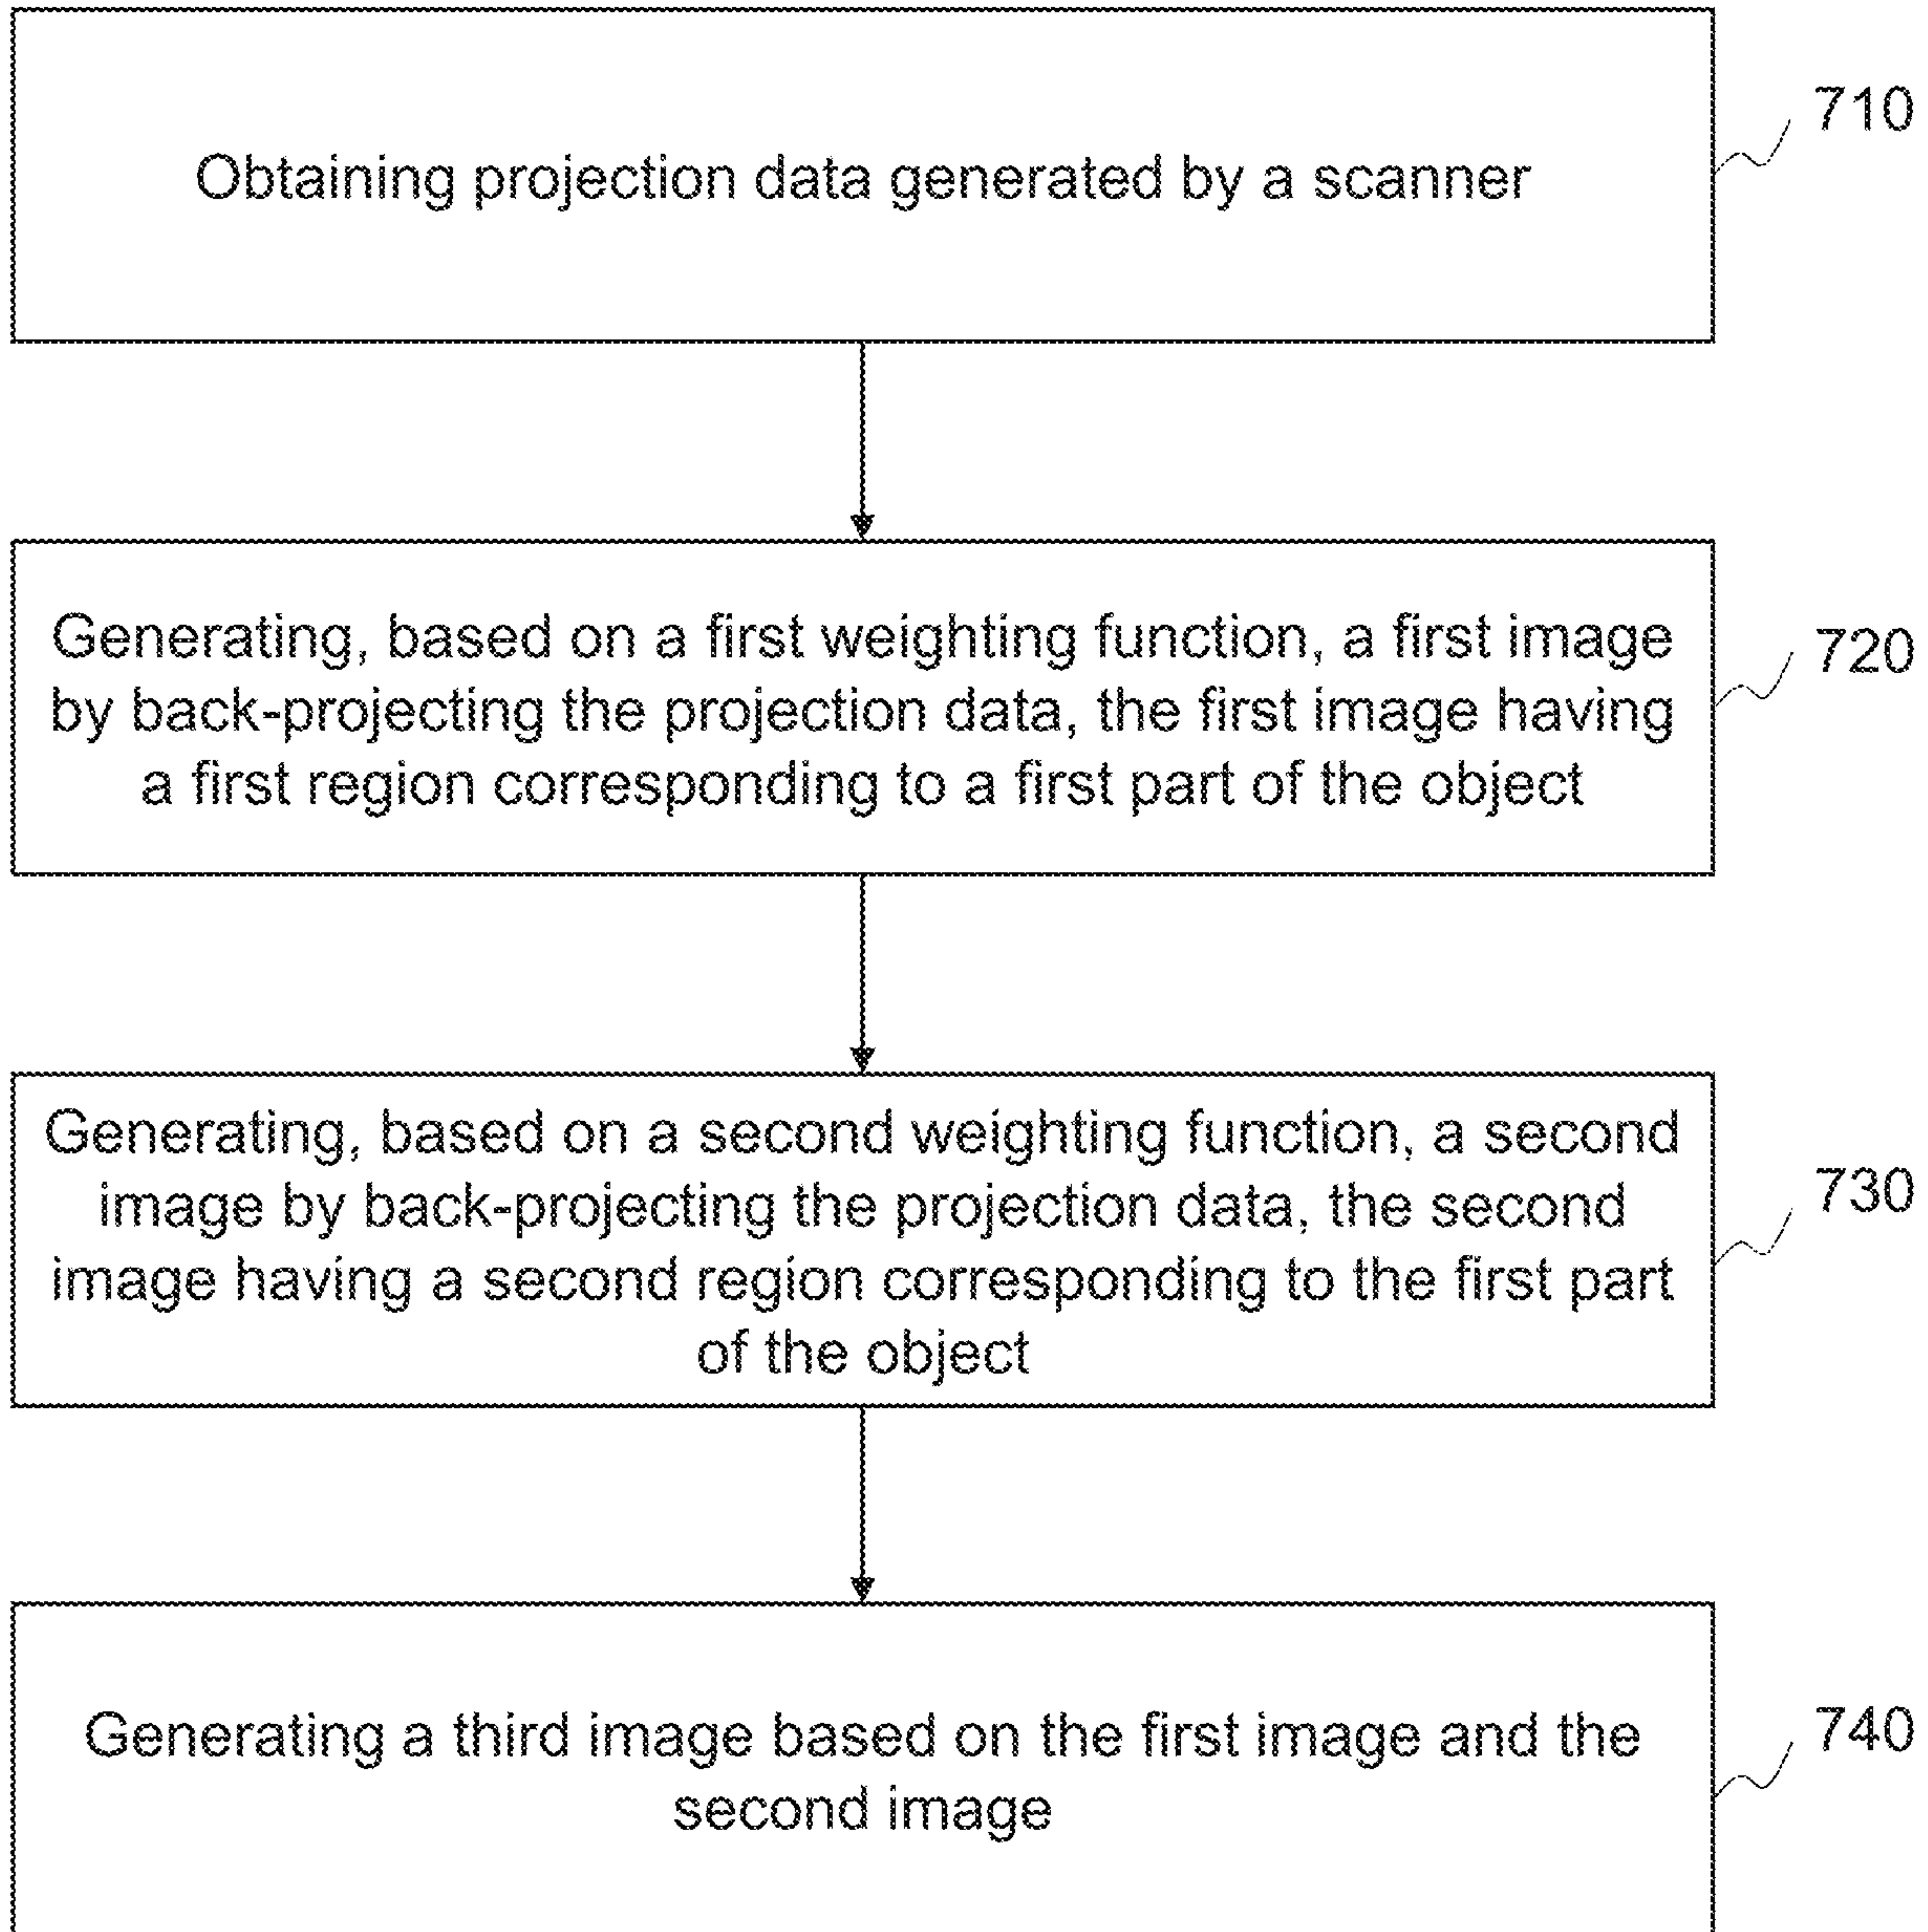 710
Obtaining projection data generated by a scanner
Generating, based on a first weighting function, a first image
by back-projecting the projection data, the first image having
a first region corresponding to a first part of the object
720
Generating, based on a second weighting function, a second
image by back-projecting the projection data, the second
image having a second region corresponding to the first part
of the object
730
Generating a third image based on the first image and the
second image
740